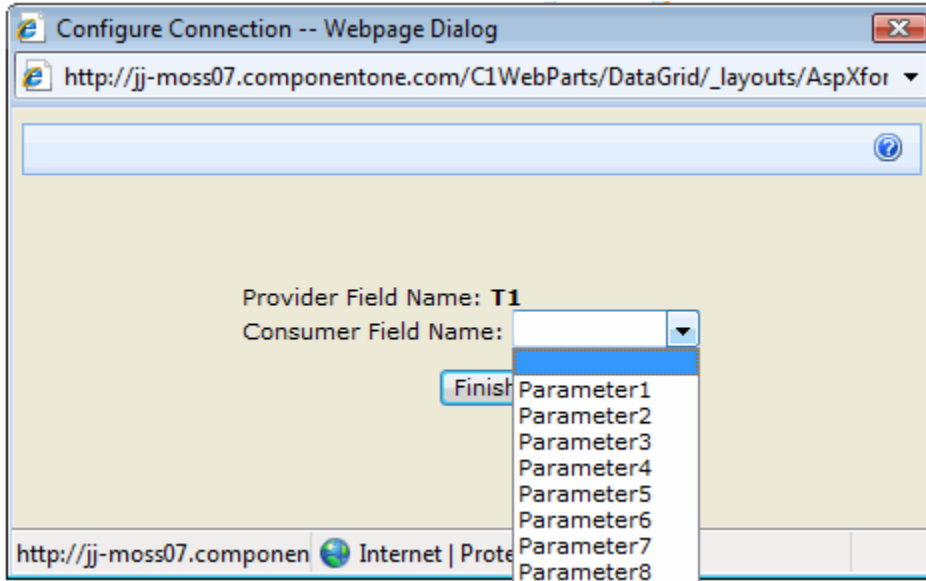 Configure Connection -- Webpage Dialog
http://jj-moss07.componentone.com/C1WebParts/DataGrid/_layouts/AspXfor
Provider Field Name: T1
Consumer Field Name:
Finish
Parameter1
Parameter2
Parameter3
Parameter4
Parameter5
Parameter6
Parameter7
Parameter8
http://jj-moss07.componen Internet | Prote